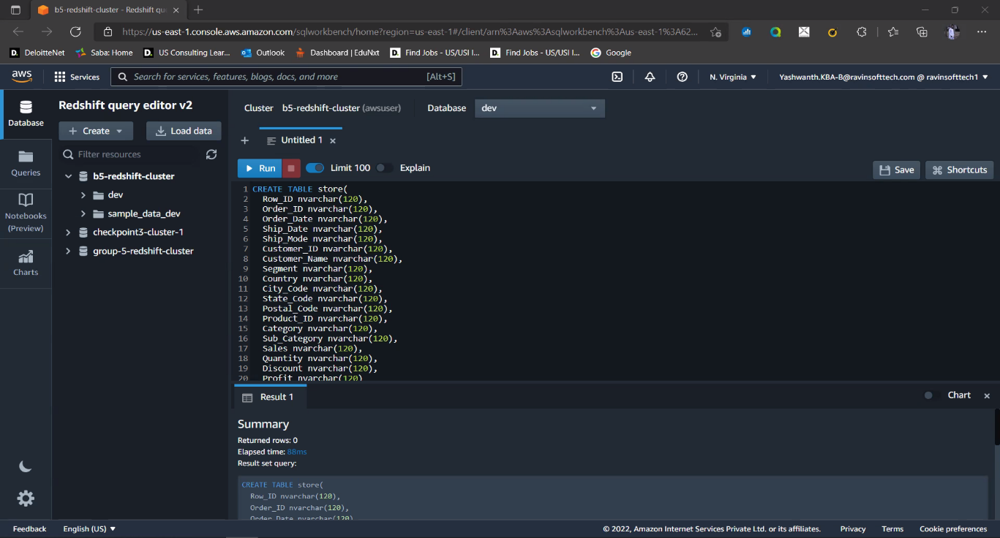 b5-redshift-cluster - Redshift qu
https://us-east-1.console.aws.amazon.com/sqlworkbench/home?region=us-east-1#/client/arn%3Aaws%3Asqlworkbench%3Aus-east-1%3A62...
D. DeloitteNet Saba: Home D. US Consulting Lear... Outlook Dashboard | EduNxt D. Find Jobs - US/USI I... D. Find Jobs - US/USI I... Google
aws Services Search for services, features, blogs, docs, and more [Alt+S] N. Virginia Yashwanth.KBA-B@ravinsofttech.com @ ravinsofttech1
Database
Queries
Notebooks
(Preview)
Charts
Redshift query editor v2
Create Load data
Filter resources
b5-redshift-cluster
dev
sample_data_dev
checkpoint3-cluster-1
group-5-redshift-cluster
Cluster b5-redshift-cluster (awsuser) Database dev
+ Untitled 1
Run Limit 100 Explain Save Shortcuts
1 CREATE TABLE store(
2 Row_ID nvarchar(120),
3 Order_ID nvarchar(120),
4 Order_Date nvarchar(120),
5 Ship_Date nvarchar(120),
6 Ship_Mode nvarchar(120),
7 Customer_ID nvarchar(120),
8 Customer_Name nvarchar(120),
9 Segment nvarchar(120),
10 Country nvarchar(120),
11 City_Code nvarchar(120),
12 State_Code nvarchar(120),
13 Postal_Code nvarchar(120),
14 Product_ID nvarchar(120),
15 Category nvarchar(120),
16 Sub_Category nvarchar(120),
17 Sales nvarchar(120),
18 Quantity nvarchar(120),
19 Discount nvarchar(120),
20 Profit nvarchar(120)
Result 1 Chart
Summary
Returned rows: 0
Elapsed time: 88ms
Result set query:
CREATE TABLE store(
Row_ID nvarchar(120),
Order_ID nvarchar(120),
Order_Date nvarchar(120)
Feedback English (US) © 2022, Amazon Internet Services Private Ltd. or its affiliates. Privacy Terms Cookie preferences